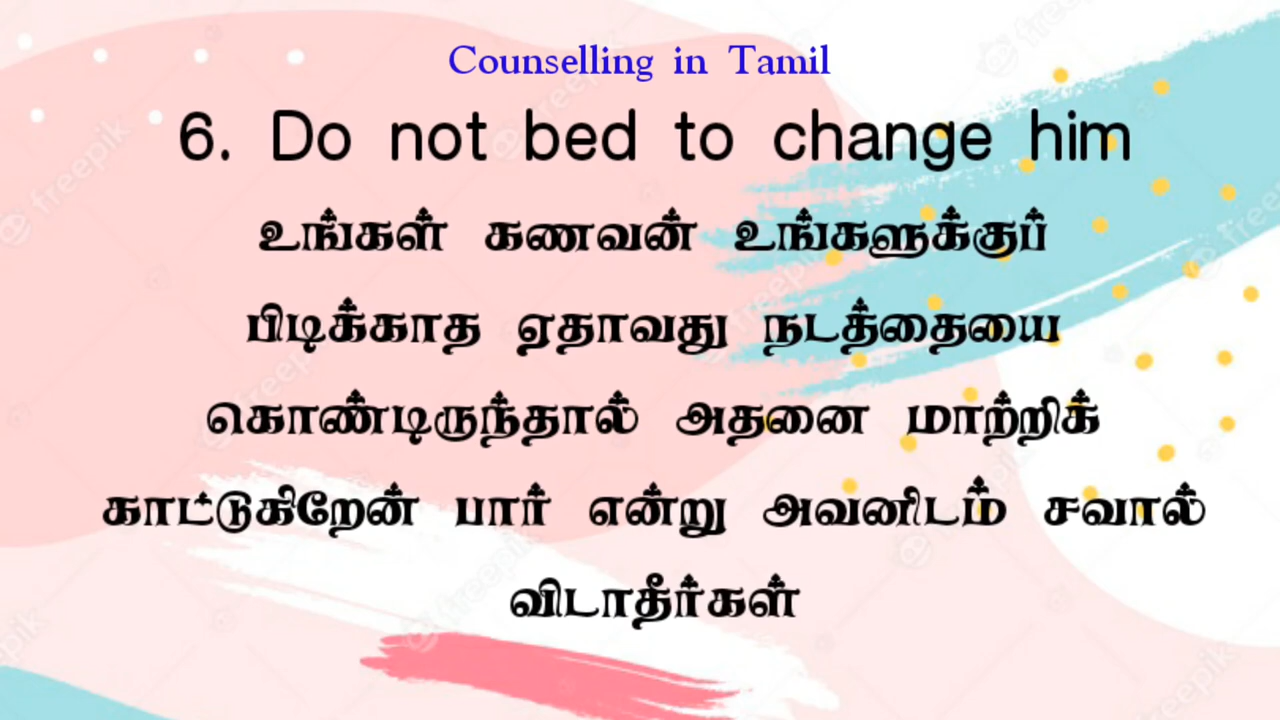 Counselling in Tamil
6. Do not bed to change him
உங்கள் கணவன் உங்களுக்குப்
பிடிக்காத ஏதாவது நடத்தையை
கொண்டிருந்தால் அதனை மாற்றிக்
காட்டுகிறேன் பார் என்று அவனிடம் சவால்
விடாதீர்கள்